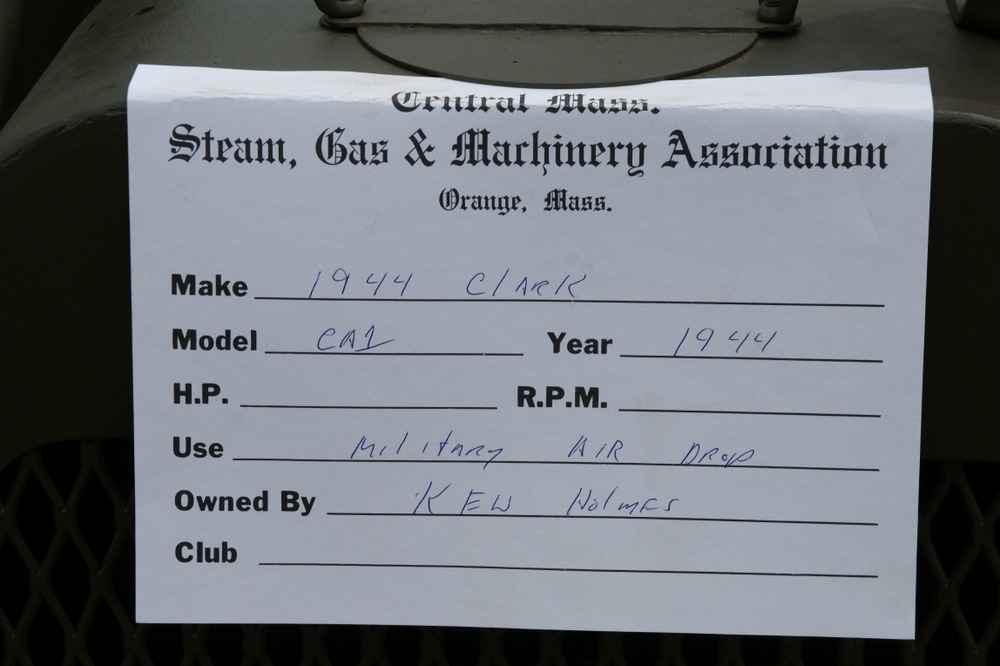 Central Mass.
Steam, Gas & Machinery Association
Orange, Mass.
Make 1944 Clark
Model CA1 Year 1944
H.P. R.P.M.
Use Military AIR Drop
Owned By KEN Holmes
Club